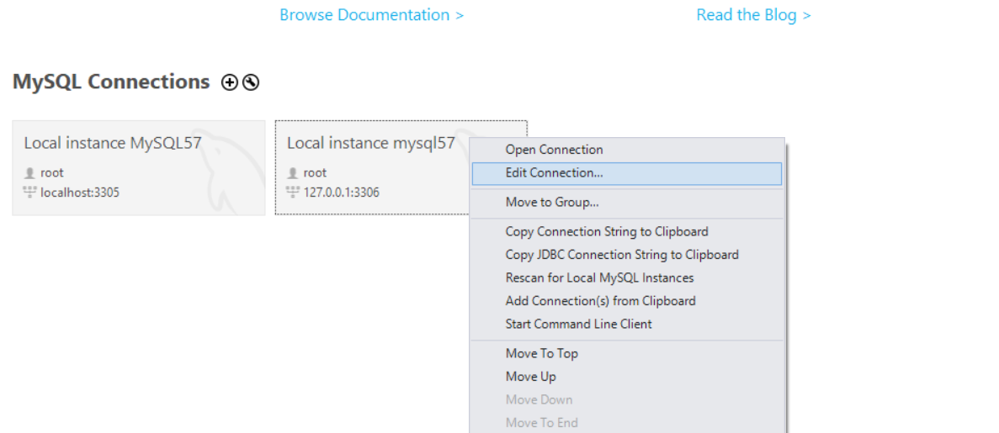 Browse Documentation >
Read the Blog >
MySQL Connections
Local instance MySQL57
root
localhost:3305
Local instance mysql57
root
127.0.0.1:3306
Open Connection
Edit Connection...
Move to Group...
Copy Connection String to Clipboard
Copy JDBC Connection String to Clipboard
Rescan for Local MySQL Instances
Add Connection(s) from Clipboard
Start Command Line Client
Move To Top
Move Up
Move Down
Move To End